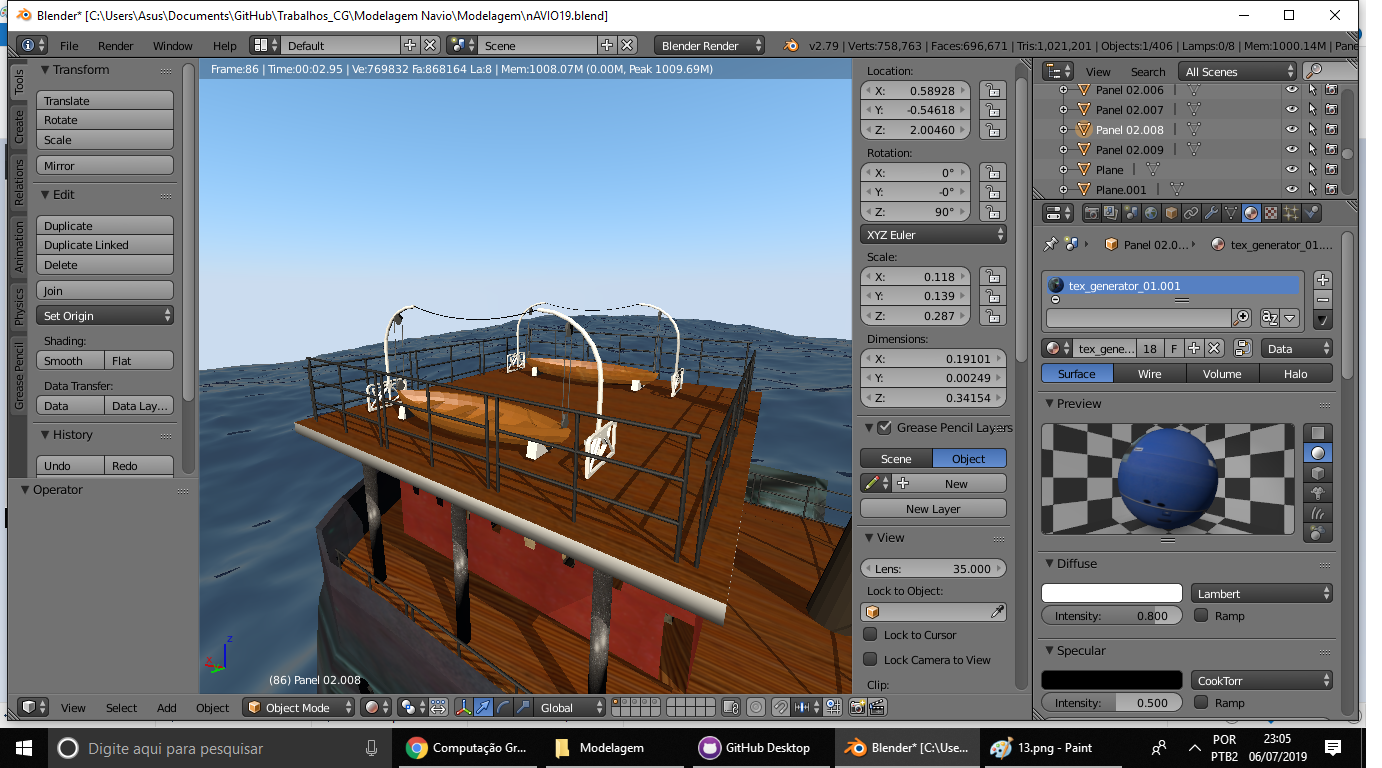 Blender* [C:\Users\Asus\Documents\GitHub\Trabalhos_CG\Modelagem Navio\Modelagem\nAVIO19.blend]
File Render Window Help Default Scene Blender Render v2.79 | Verts:758,763 | Faces:696,671 | Tris:1,021,201 | Objects:1/406 | Lamps:0/8 | Mem:1000.14M | Pane
Tools
Create
Relations
Animation
Physics
Grease Pencil
Transform
Translate
Rotate
Scale
Mirror
Edit
Duplicate
Duplicate Linked
Delete
Join
Set Origin
Shading:
Smooth Flat
Data Transfer:
Data Data Lay...
History
Undo Redo
Operator
Frame:86 | Time:00:02.95 | Ve:769832 Fa:868164 La:8 | Mem:1008.07M (0.00M, Peak 1009.69M)
z
(86) Panel 02.008
Location:
X: 0.58928
Y: -0.54618
Z: 2.00460
Rotation:
X: 0°
Y: -0°
Z: 90°
XYZ Euler
Scale:
X: 0.118
Y: 0.139
Z: 0.287
Dimensions:
X: 0.19101
Y: 0.00249
Z: 0.34154
Grease Pencil Layers
Scene Object
New
New Layer
View
Lens: 35.000
Lock to Object:
Lock to Cursor
Lock Camera to View
Clip:
View Search All Scenes
Panel 02.006
Panel 02.007
Panel 02.008
Panel 02.009
Plane
Plane.001
Panel 02.0... tex_generator_01....
tex_generator_01.001
tex_gene... 18 F Data
Surface Wire Volume Halo
Preview
Diffuse
Lambert
Intensity: 0.800 Ramp
Specular
CookTorr
Intensity: 0.500 Ramp
View Select Add Object Object Mode Global
Digite aqui para pesquisar Computação Gr... Modelagem GitHub Desktop Blender* [C:\Use... 13.png - Paint
POR
PTB2
23:05
06/07/2019